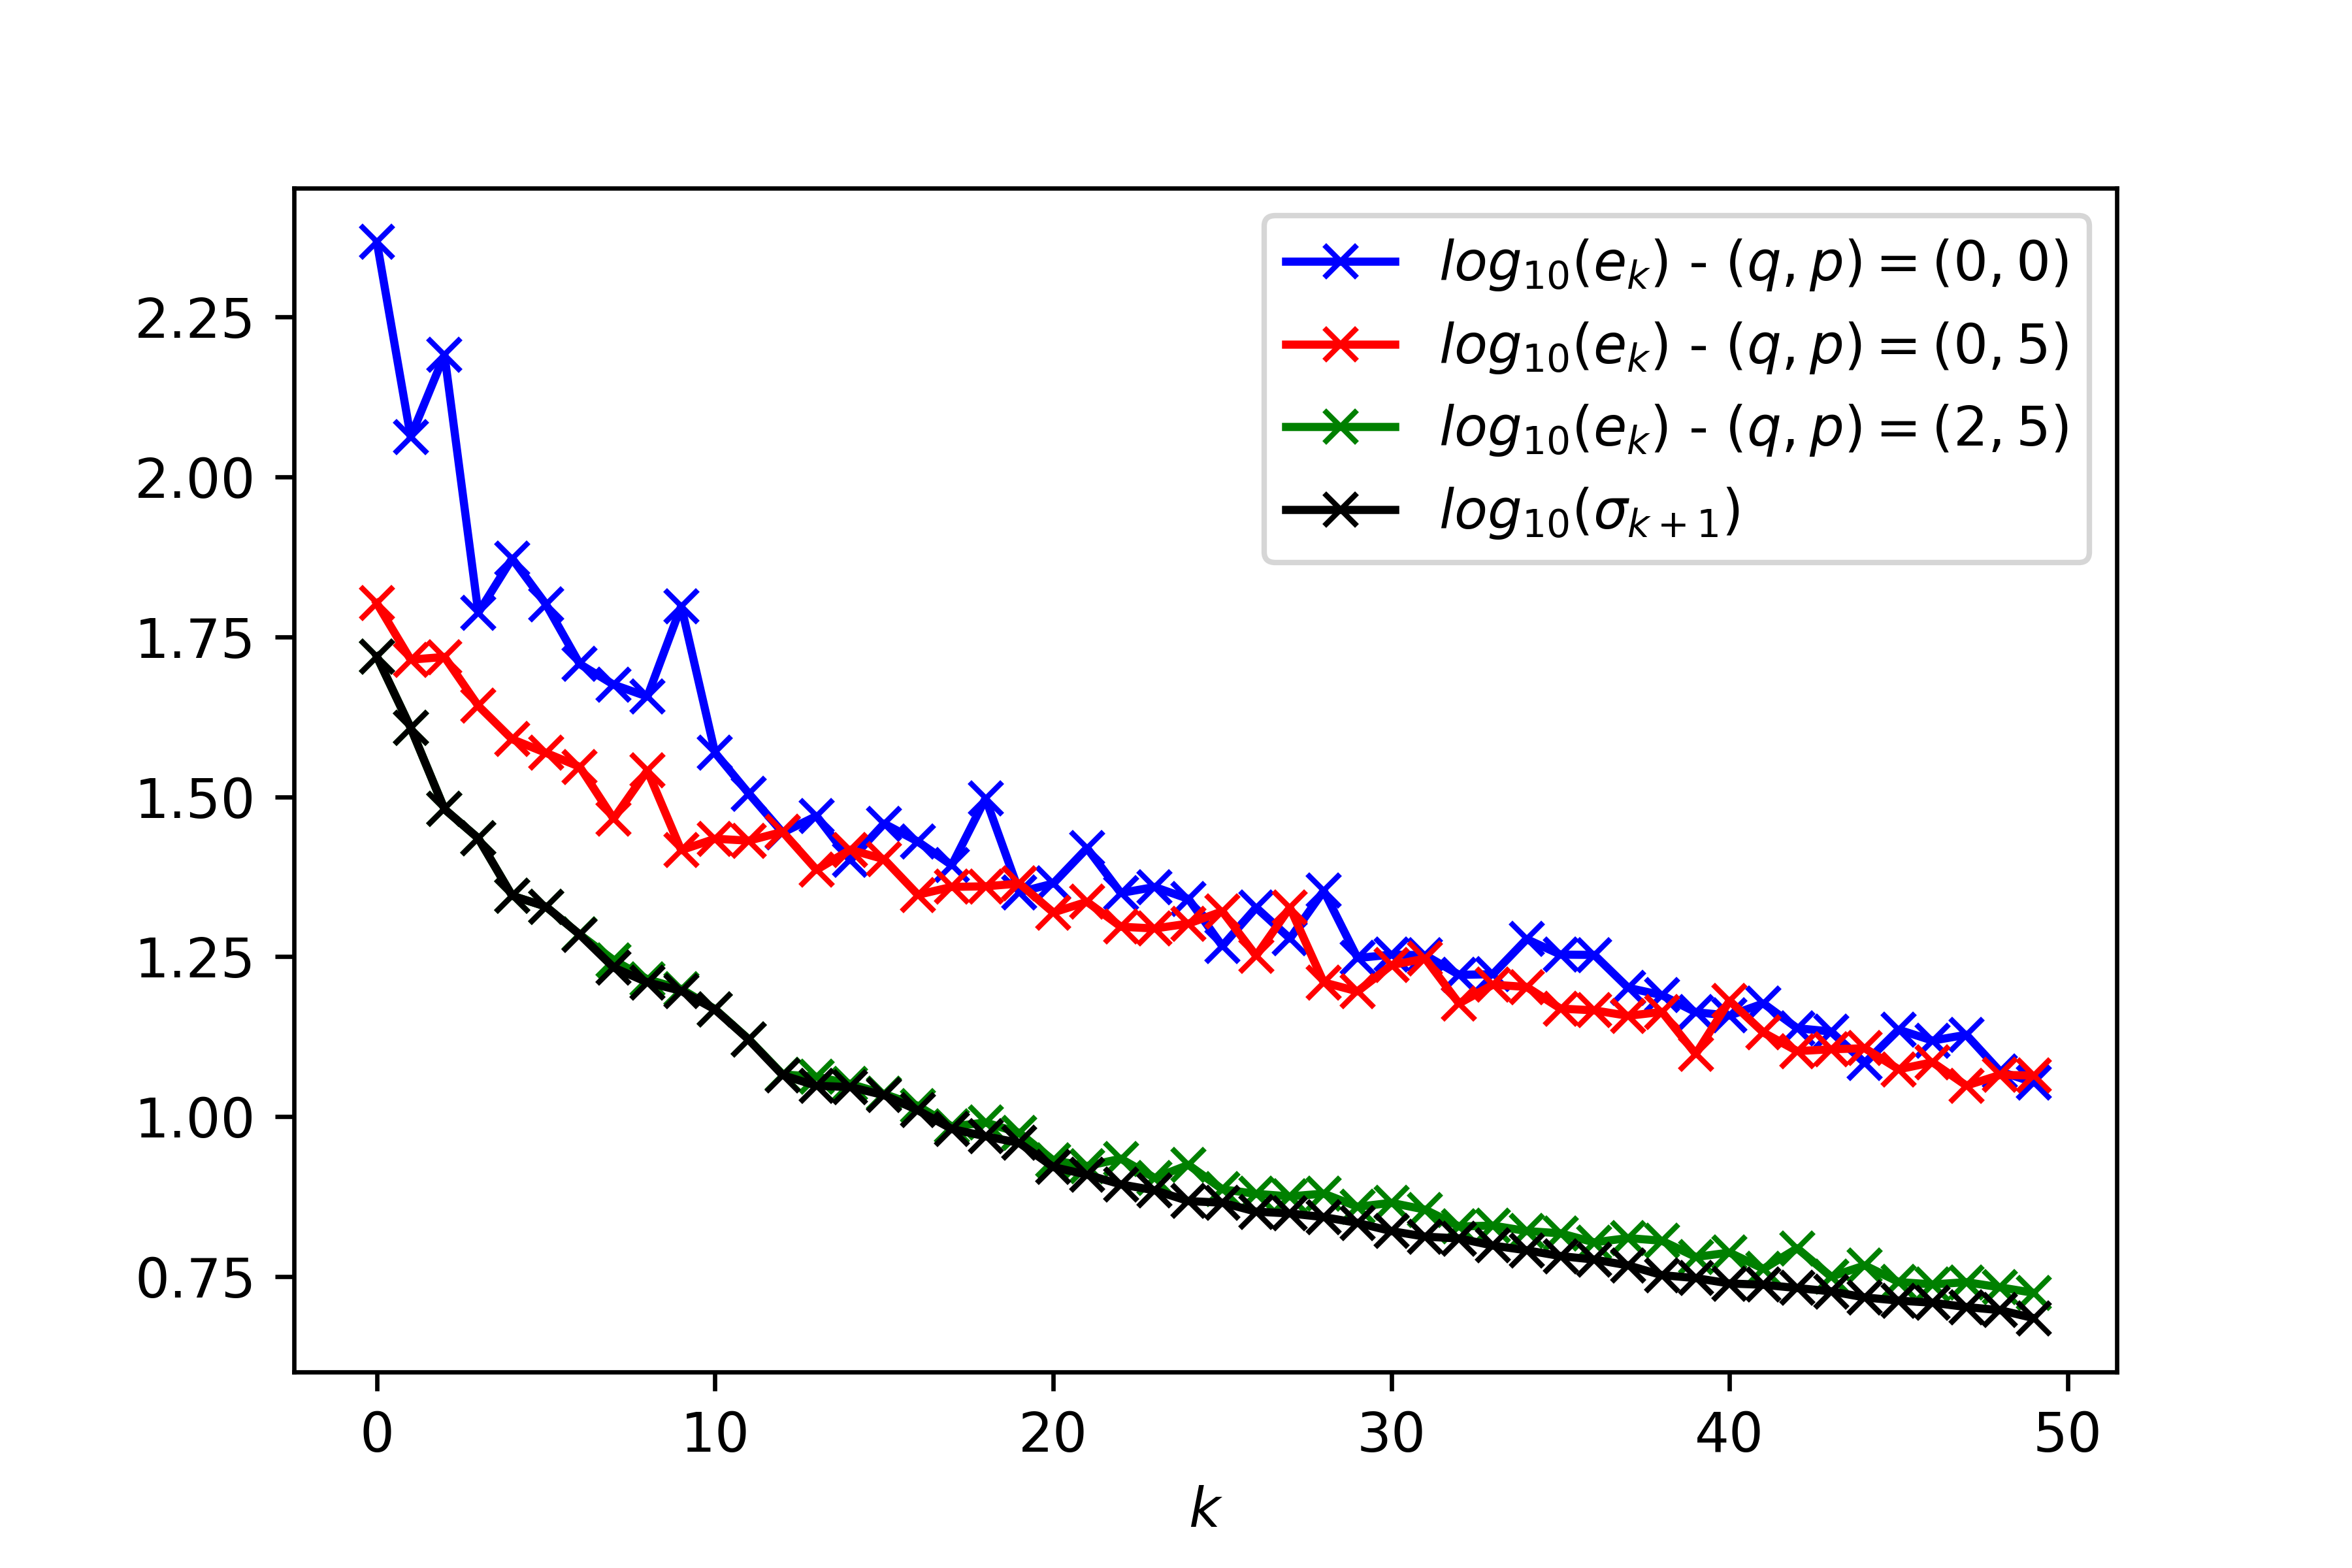 log₁₀(eₖ) - (q, p) = (0, 0)
log₁₀(eₖ) - (q, p) = (0, 5)
log₁₀(eₖ) - (q, p) = (2, 5)
log₁₀(σₖ₊₁)
2.25
2.00
1.75
1.50
1.25
1.00
0.75
0 10 20 30 40 50
k